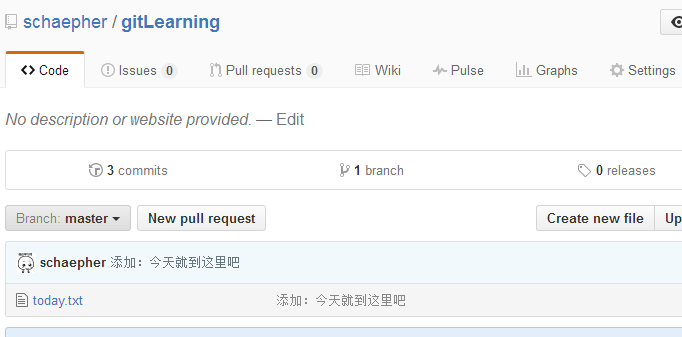 schaepher / gitLearning
Code Issues 0 Pull requests 0 Wiki Pulse Graphs Settings
No description or website provided. — Edit
3 commits 1 branch 0 releases
Branch: master New pull request Create new file Up
schaepher 添加：今天就到这里吧
today.txt 添加：今天就到这里吧